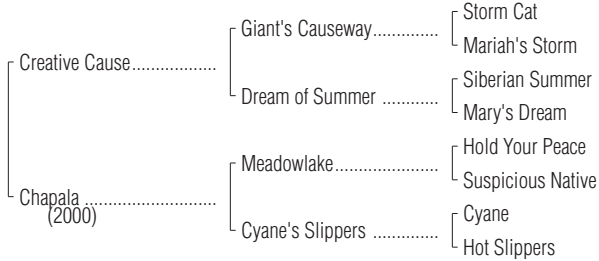 Storm Cat
Giant's Causeway..............
Mariah's Storm
Creative Cause..................
Siberian Summer
Dream of Summer ............
Mary's Dream
Hold Your Peace
Meadowlake.......................
Suspicious Native
Chapala ............................
(2000)
Cyane
Cyane's Slippers ..............
Hot Slippers